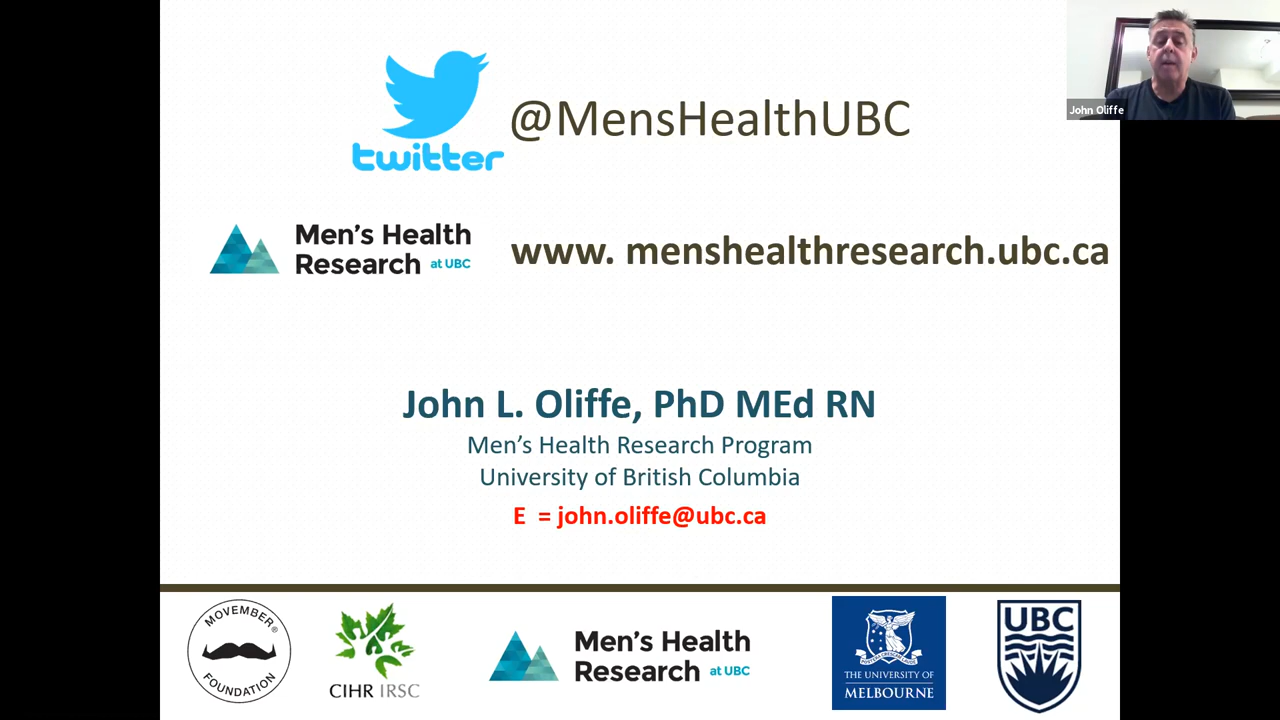 John Oliffe
twitter
@MensHealthUBC
Men's Health
Research at UBC
www. menshealthresearch.ubc.ca
John L. Oliffe, PhD MEd RN
Men's Health Research Program
University of British Columbia
E = john.oliffe@ubc.ca
MOVEMBER®
FOUNDATION
CIHR IRSC
Men's Health
Research at UBC
THE UNIVERSITY OF
MELBOURNE
UBC